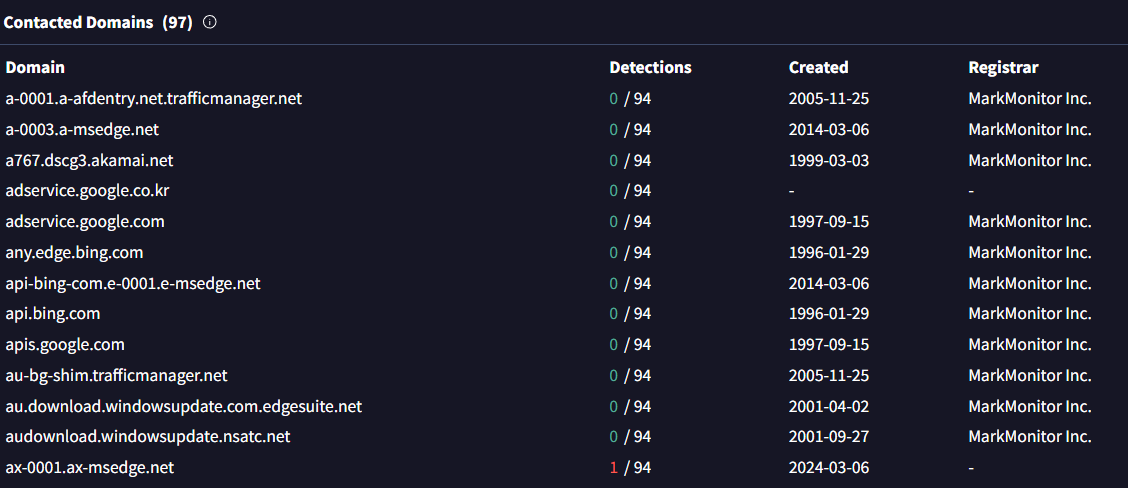 Contacted Domains (97)
Domain Detections Created Registrar
a-0001.a-afdentry.net.trafficmanager.net 0 / 94 2005-11-25 MarkMonitor Inc.
a-0003.a-msedge.net 0 / 94 2014-03-06 MarkMonitor Inc.
a767.dscg3.akamai.net 0 / 94 1999-03-03 MarkMonitor Inc.
adservice.google.co.kr 0 / 94 - -
adservice.google.com 0 / 94 1997-09-15 MarkMonitor Inc.
any.edge.bing.com 0 / 94 1996-01-29 MarkMonitor Inc.
api-bing-com.e-0001.e-msedge.net 0 / 94 2014-03-06 MarkMonitor Inc.
api.bing.com 0 / 94 1996-01-29 MarkMonitor Inc.
apis.google.com 0 / 94 1997-09-15 MarkMonitor Inc.
au-bg-shim.trafficmanager.net 0 / 94 2005-11-25 MarkMonitor Inc.
au.download.windowsupdate.com.edgesuite.net 0 / 94 2001-04-02 MarkMonitor Inc.
audownload.windowsupdate.nsatc.net 0 / 94 2001-09-27 MarkMonitor Inc.
ax-0001.ax-msedge.net 1 / 94 2024-03-06 -